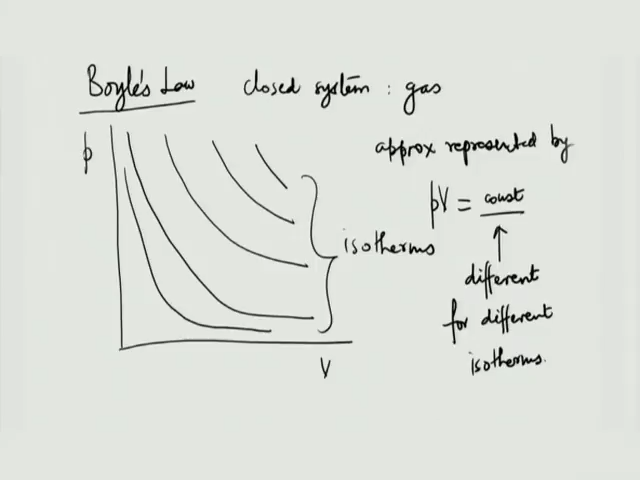 Boyle's Law closed system : gas
p
approx represented by
pV = const
isotherms
different
for different
isotherms.
V